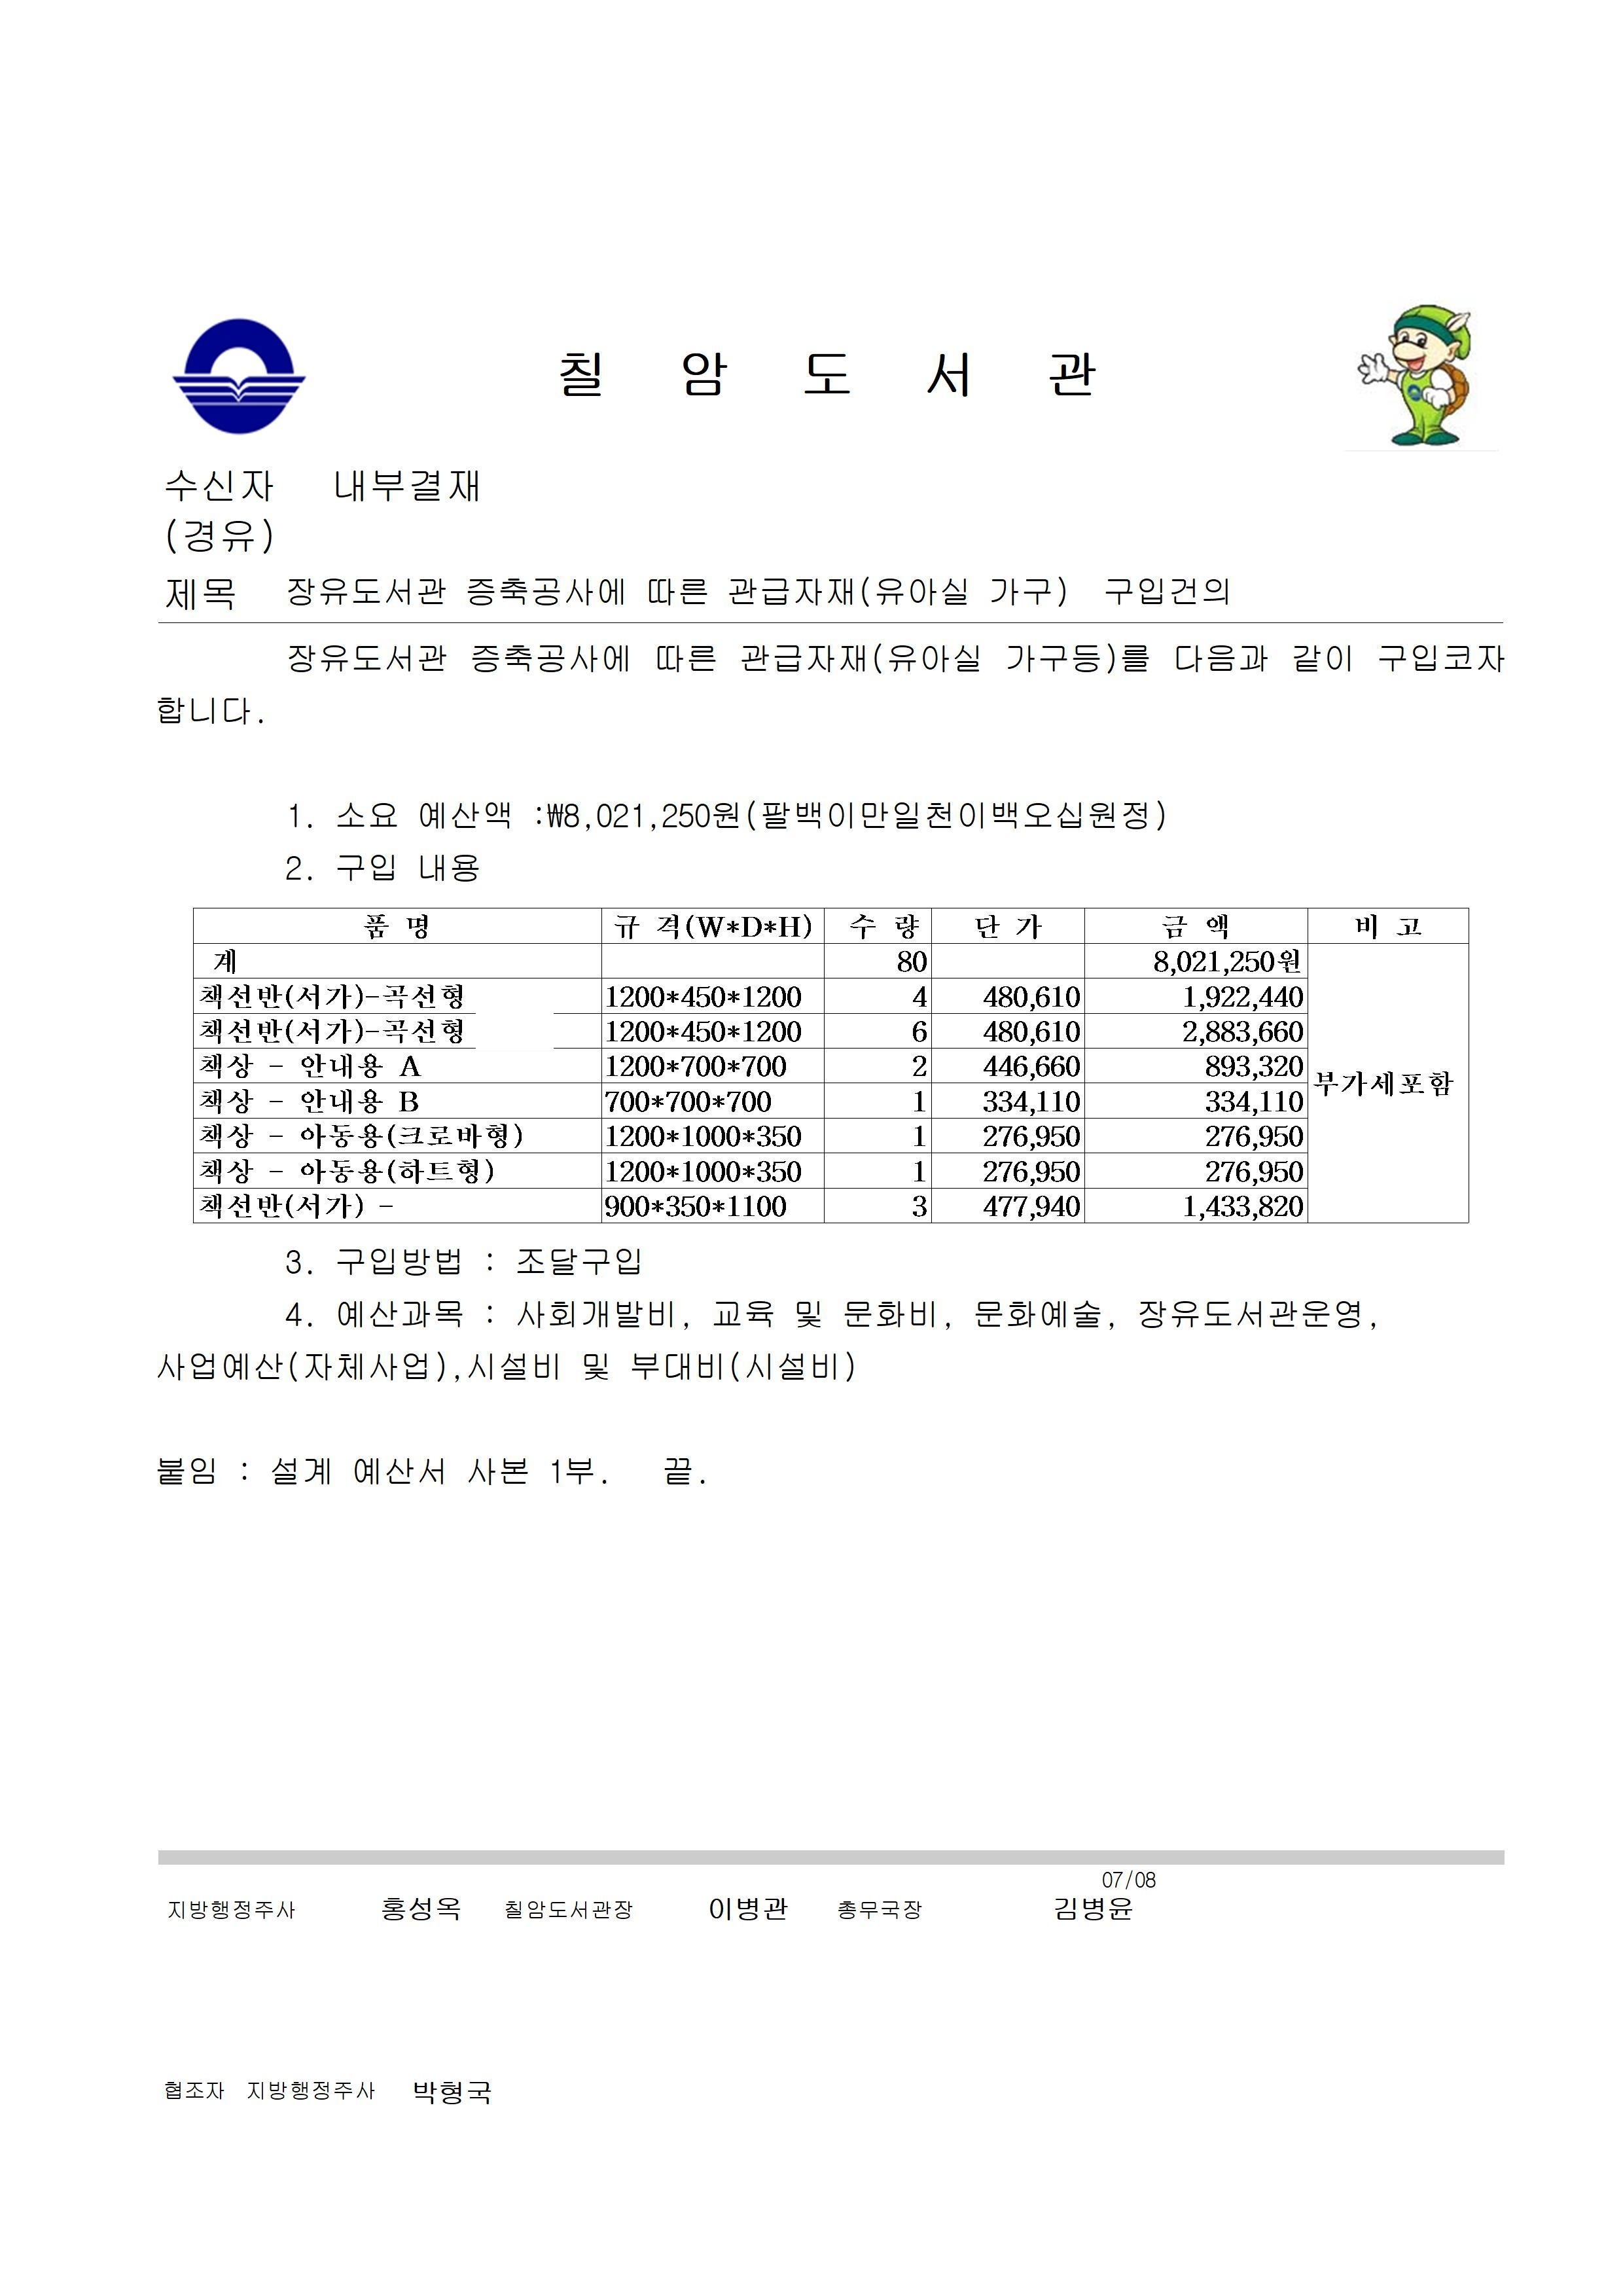 칠 암 도 서 관
수신자 내부결재
(경유)
제목 장유도서관 증축공사에 따른 관급자재(유아실 가구) 구입건의
장유도서관 증축공사에 따른 관급자재(유아실 가구등)를 다음과 같이 구입코자
합니다.
1. 소요 예산액 :₩8,021,250원(팔백이만일천이백오십원정)
2. 구입 내용
품 명 규 격(W*D*H) 수 량 단 가 금 액 비 고
계 80 8,021,250원
책선반(서가)-곡선형 1200*450*1200 4 480,610 1,922,440
책선반(서가)-곡선형 1200*450*1200 6 480,610 2,883,660
책상 - 안내용 A 1200*700*700 2 446,660 893,320
부가세포함
책상 - 안내용 B 700*700*700 1 334,110 334,110
책상 - 아동용(크로바형) 1200*1000*350 1 276,950 276,950
책상 - 아동용(하트형) 1200*1000*350 1 276,950 276,950
책선반(서가) - 900*350*1100 3 477,940 1,433,820
3. 구입방법 : 조달구입
4. 예산과목 : 사회개발비, 교육 및 문화비, 문화예술, 장유도서관운영,
사업예산(자체사업),시설비 및 부대비(시설비)
붙임 : 설계 예산서 사본 1부. 끝.
07/08
지방행정주사 홍성옥 칠암도서관장 이병관 총무국장 김병윤
협조자 지방행정주사 박형국